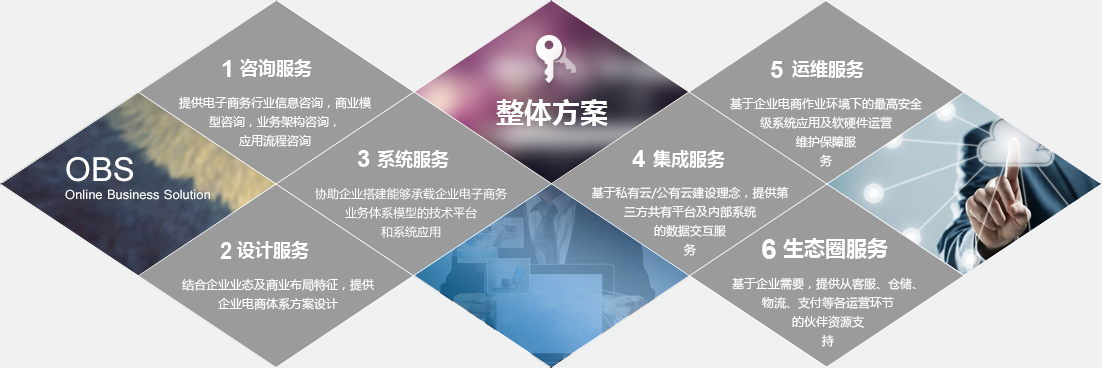 OBS
Online Business Solution
1 咨询服务
提供电子商务行业信息咨询，商业模
型咨询，业务架构咨询，
应用流程咨询
2 设计服务
结合企业业态及商业布局特征，提供
企业电商体系方案设计
3 系统服务
协助企业搭建能够承载企业电子商务
业务体系模型的技术平台
和系统应用
整体方案
4 集成服务
基于私有云/公有云建设理念，提供第
三方共有平台及内部系统
的数据交互服
务
5 运维服务
基于企业电商作业环境下的最高安全
级系统应用及软硬件运营
维护保障服
务
6 生态圈服务
基于企业需要，提供从客服、仓储、
物流、支付等各运营环节
的伙伴资源支
持